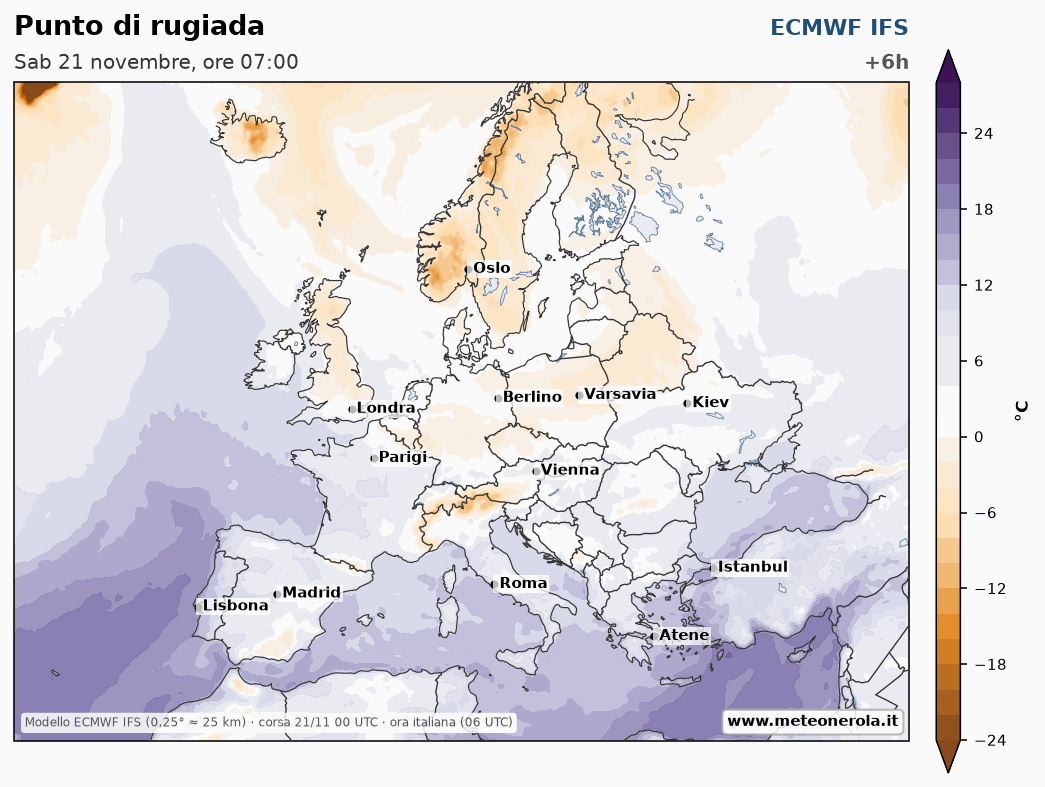 Punto di rugiada
ECMWF IFS
Sab 21 novembre, ore 07:00
+6h
Oslo
Berlino
Varsavia
Kiev
Londra
Parigi
Vienna
Istanbul
Roma
Madrid
Lisbona
Atene
24
18
12
6
0
−6
−12
−18
−24
°C
Modello ECMWF IFS (0,25° ≈ 25 km) · corsa 21/11 00 UTC · ora italiana (06 UTC)
www.meteonerola.it